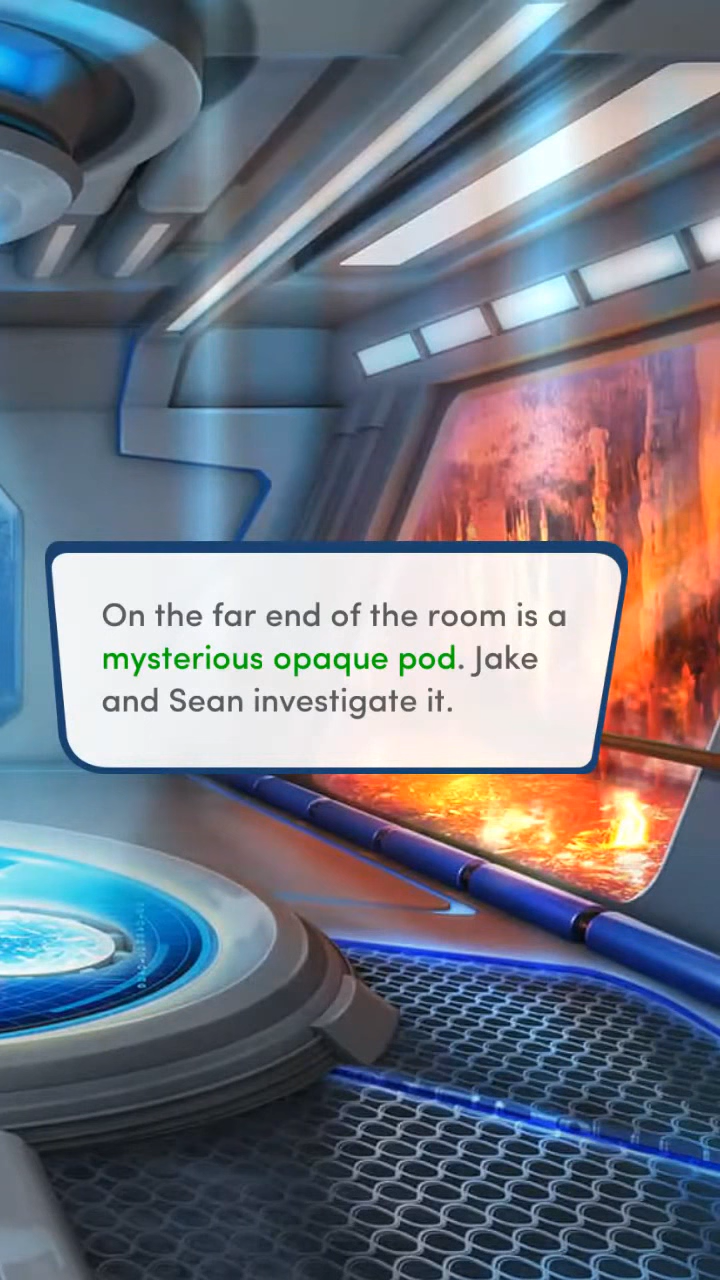 On the far end of the room is a
mysterious opaque pod. Jake
and Sean investigate it.